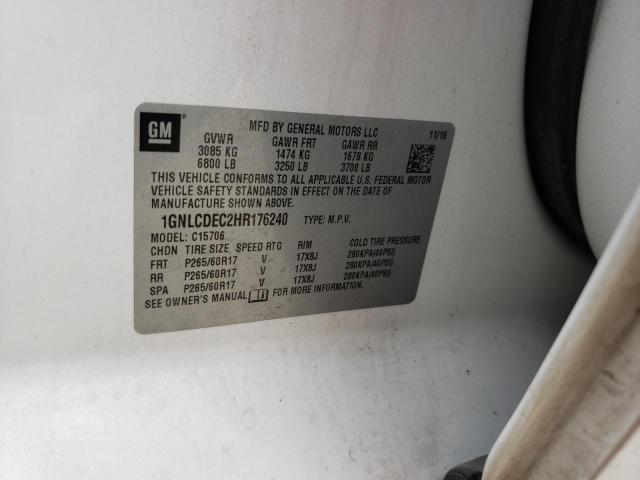 GM
MFD BY GENERAL MOTORS LLC
11/16
GVWR GAWR FRT GAWR RR
3085 KG 1474 KG 1678 KG
6800 LB 3250 LB 3700 LB
THIS VEHICLE CONFORMS TO ALL APPLICABLE U.S. FEDERAL MOTOR
VEHICLE SAFETY STANDARDS IN EFFECT ON THE DATE OF
MANUFACTURE SHOWN ABOVE.
1GNLCDEC2HR176240 TYPE: M.P.V.
MODEL: C15706
CHDN TIRE SIZE SPEED RTG RIM COLD TIRE PRESSURE
FRT P265/60R17 V 17X8J 280KPA(40PSI)
RR P265/60R17 V 17X8J 280KPA(40PSI)
SPA P265/60R17 V 17X8J 280KPA(40PSI)
SEE OWNER'S MANUAL FOR MORE INFORMATION.